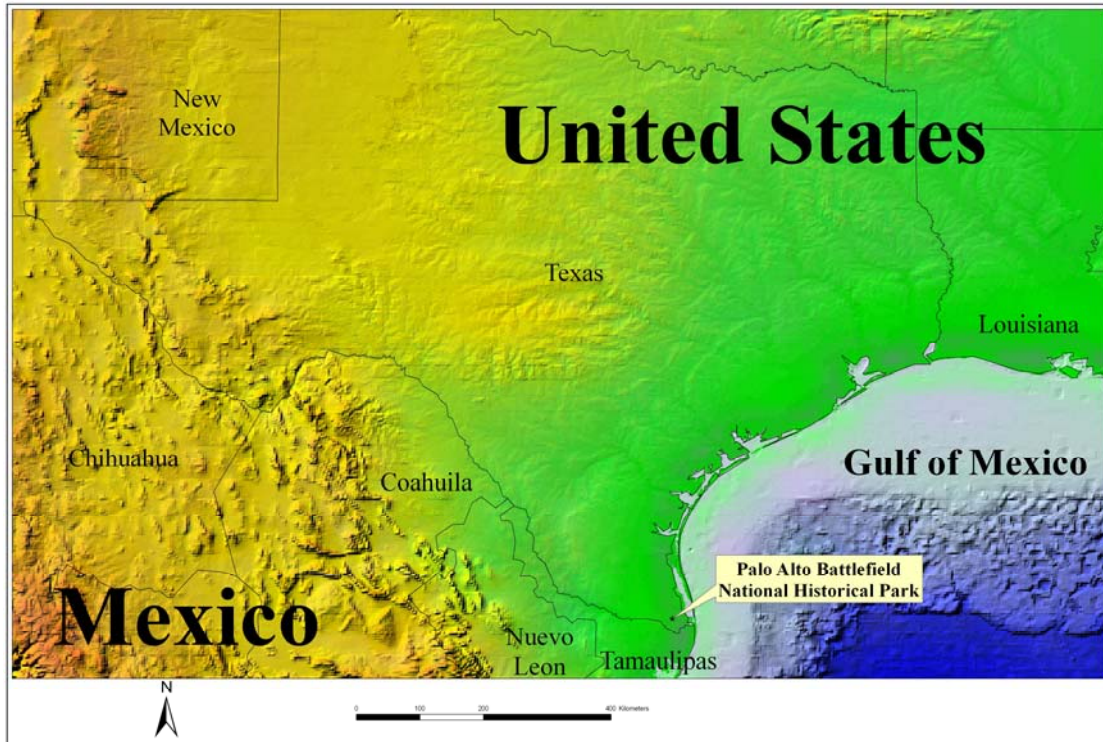 New
Mexico
United States
Texas
Louisiana
Chihuahua
Coahuila
Gulf of Mexico
Palo Alto Battlefield
National Historical Park
Mexico
Nuevo
Leon
Tamaulipas
N
0 100 200 400 Kilometers